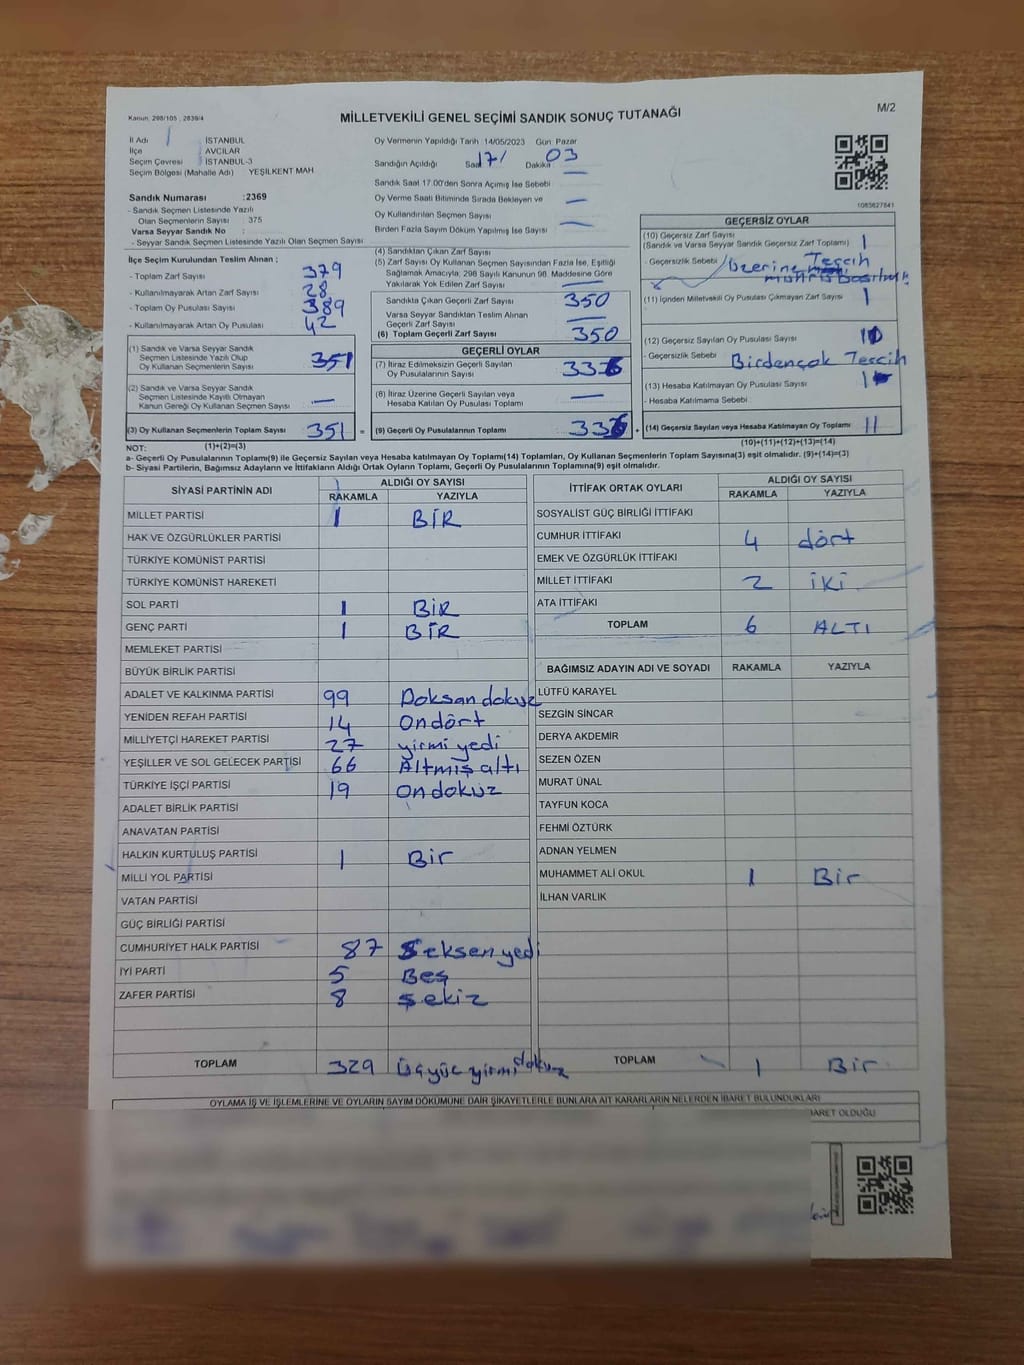 Kanun, 298/105 , 2839/4
MİLLETVEKİLİ GENEL SEÇİMİ SANDIK SONUÇ TUTANAĞI
M/2
İl Adı İSTANBUL
İlçe AVCILAR
Seçim Çevresi İSTANBUL-3
Seçim Bölgesi (Mahalle Adı) YEŞİLKENT MAH
Sandık Numarası :2369
- Sandık Seçmen Listesinde Yazılı
Olan Seçmenlerin Sayısı : 375
Varsa Seyyar Sandık No :
- Seyyar Sandık Seçmen Listesinde Yazılı Olan Seçmen Sayısı
Oy Vermenin Yapıldığı Tarih 14/05/2023 Gün: Pazar
Sandığın Açıldığı Saat 17 Dakika 03
Sandık Saat 17.00'den Sonra Açımış İse Sebebi —
Oy Verme Saati Bitiminde Sırada Bekleyen ve
Oy Kullandırılan Seçmen Sayısı —
Birden Fazla Sayım Döküm Yapılmış İse Sayısı —
1083627841
İlçe Seçim Kurulundan Teslim Alınan ;
- Toplam Zarf Sayısı 379
- Kullanılmayarak Artan Zarf Sayısı 28
- Toplam Oy Pusulası Sayısı 389
- Kullanılmayarak Artan Oy Pusulası 42
(1) Sandık ve Varsa Seyyar Sandık
Seçmen Listesinde Yazılı Olup
Oy Kullanan Seçmenlerin Sayısı 351
(2) Sandık ve Varsa Seyyar Sandık
Seçmen Listesinde Kayıtlı Olmayan
Kanun Gereği Oy Kullanan Seçmen Sayısı —
(3) Oy Kullanan Seçmenlerin Toplam Sayısı 351 =
(4) Sandıktan Çıkan Zarf Sayısı
(5) Zarf Sayısı Oy Kullanan Seçmen Sayısından Fazla İse, Eşitliği
Sağlamak Amacıyla, 298 Sayılı Kanunun 98. Maddesine Göre
Yakılarak Yok Edilen Zarf Sayısı —
Sandıkta Çıkan Geçerli Zarf Sayısı 350
Varsa Seyyar Sandıktan Teslim Alınan
Geçerli Zarf Sayısı —
(6) Toplam Geçerli Zarf Sayısı 350
GEÇERLİ OYLAR
(7) İtiraz Edilmeksizin Geçerli Sayılan
Oy Pusulalarının Sayısı 336
(8) İtiraz Üzerine Geçerli Sayılan veya
Hesaba Katılan Oy Pusulası Toplamı —
(9) Geçerli Oy Pusulalarının Toplamı 336 +
GEÇERSİZ OYLAR
(10) Geçersiz Zarf Sayısı
(Sandık ve Varsa Seyyar Sandık Geçersiz Zarf Toplamı) 1
- Geçersizlik Sebebi Üzerine Tercih
(11) İçinden Milletvekili Oy Pusulası Çıkmayan Zarf Sayısı 1
(12) Geçersiz Sayılan Oy Pusulası Sayısı
- Geçersizlik Sebebi Birdençok Tercih
(13) Hesaba Katılmayan Oy Pusulası Sayısı 1
- Hesaba Katılmama Sebebi
(14) Geçersiz Sayılan veya Hesaba Katılmayan Oy Toplamı 11
NOT: (1)+(2)=(3)
(10)+(11)+(12)+(13)=(14)
a- Geçerli Oy Pusulalarının Toplamı(9) ile Geçersiz Sayılan veya Hesaba katılmayan oy Toplamı(14) Toplamları, Oy Kullanan Seçmenlerin Toplam Sayısına(3) eşit olmalıdır. (9)+(14)=(3)
b- Siyasi Partilerin, Bağımsız Adayların ve İttifakların Aldığı Ortak Oyların Toplamı, Geçerli Oy Pusulalarının Toplamına(9) eşit olmalıdır.
SİYASİ PARTİNİN ADI ALDIĞI OY SAYISI
RAKAMLA YAZIYLA
MİLLET PARTİSİ 1 BİR
HAK VE ÖZGÜRLÜKLER PARTİSİ
TÜRKİYE KOMÜNİST PARTİSİ
TÜRKİYE KOMÜNİST HAREKETİ
SOL PARTİ 1 BİR
GENÇ PARTİ 1 BİR
MEMLEKET PARTİSİ
BÜYÜK BİRLİK PARTİSİ
ADALET VE KALKINMA PARTİSİ 99 Doksan dokuz
YENİDEN REFAH PARTİSİ 14 Ondört
MİLLİYETÇİ HAREKET PARTİSİ 27 yirmi yedi
YEŞİLLER VE SOL GELECEK PARTİSİ 66 Altmış altı
TÜRKİYE İŞÇİ PARTİSİ 19 Ondokuz
ADALET BİRLİK PARTİSİ
ANAVATAN PARTİSİ
HALKIN KURTULUŞ PARTİSİ 1 Bir
MİLLİ YOL PARTİSİ
VATAN PARTİSİ
GÜÇ BİRLİĞİ PARTİSİ
CUMHURİYET HALK PARTİSİ 87 Seksen yedi
İYİ PARTİ 5 Beş
ZAFER PARTİSİ 8 Sekiz
TOPLAM 329 Üçyüz yirmi dokuz
İTTİFAK ORTAK OYLARI ALDIĞI OY SAYISI
RAKAMLA YAZIYLA
SOSYALİST GÜÇ BİRLİĞİ İTTİFAKI
CUMHUR İTTİFAKI 4 dört
EMEK VE ÖZGÜRLÜK İTTİFAKI
MİLLET İTTİFAKI 2 iki
ATA İTTİFAKI
TOPLAM 6 ALTI
BAĞIMSIZ ADAYIN ADI VE SOYADI RAKAMLA YAZIYLA
LÜTFÜ KARAYEL
SEZGİN SİNCAR
DERYA AKDEMİR
SEZEN ÖZEN
MURAT ÜNAL
TAYFUN KOCA
FEHMİ ÖZTÜRK
ADNAN YELMEN
MUHAMMET ALİ OKUL 1 Bir
İLHAN VARLIK
TOPLAM 1 Bir
OYLAMA İŞ VE İŞLEMLERİNE VE OYLARIN SAYIM DÖKÜMÜNE DAİR ŞİKAYETLERLE BUNLARA AİT KARARLARIN NELERDEN İBARET BULUNDUKLARI
İBARET OLDUĞU